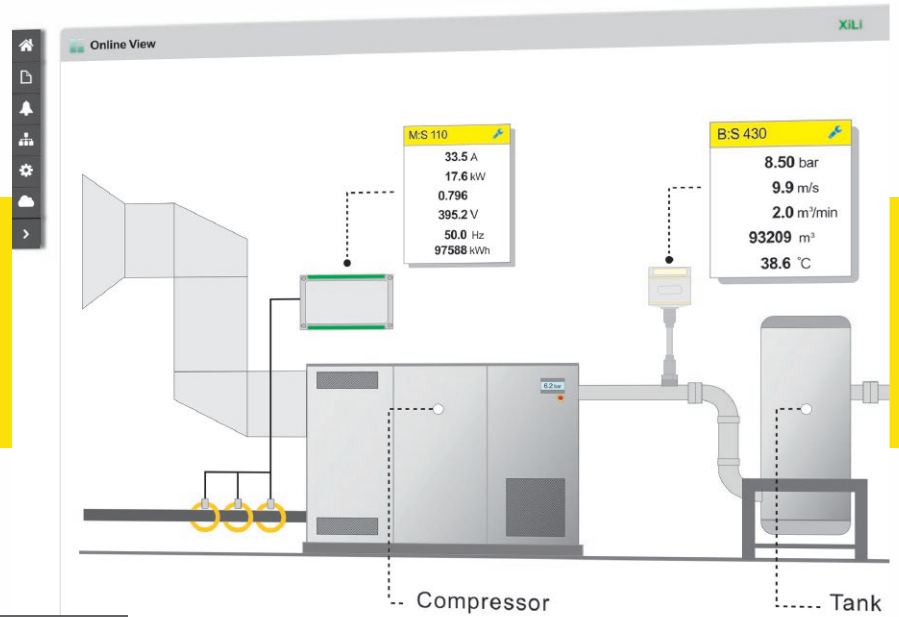 Online View
XiLi
M:S 110
33.5 A
17.6 kW
0.796
395.2 V
50.0 Hz
97588 kWh
B:S 430
8.50 bar
9.9 m/s
2.0 m³/min
93209 m³
38.6 °C
6.2 bar
Compressor
Tank